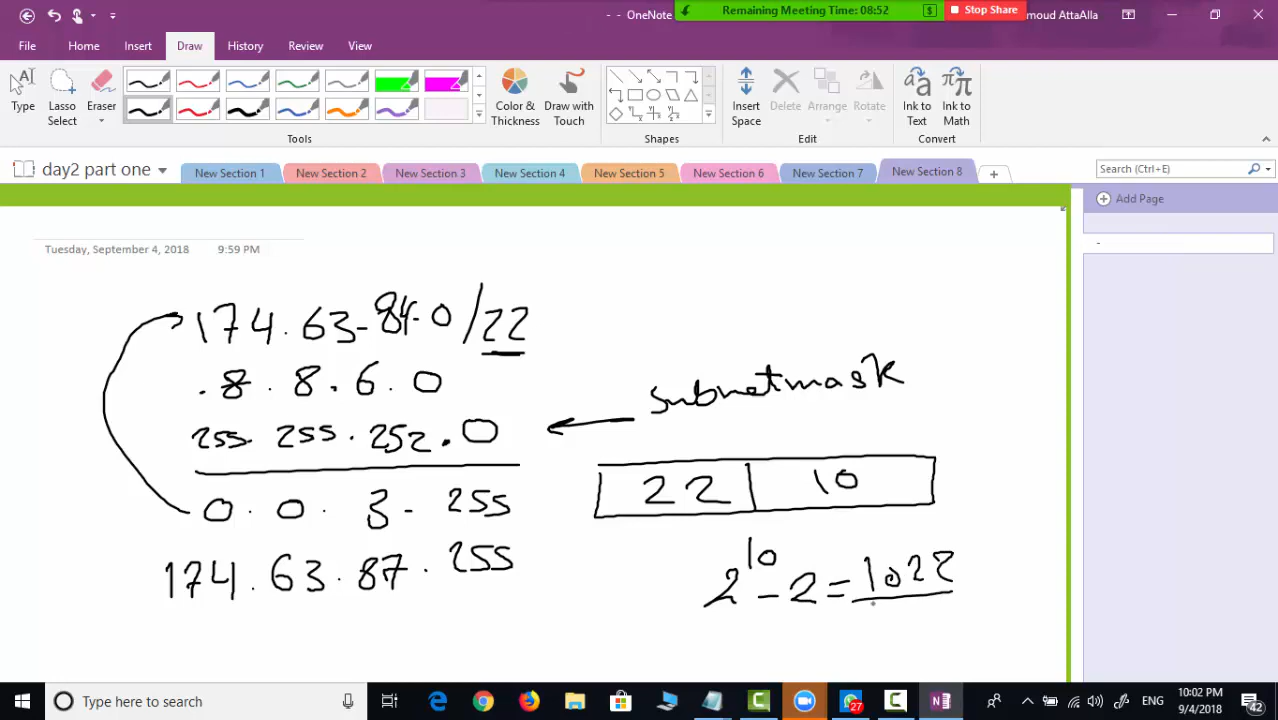 Remaining Meeting Time: 08:52
$
Stop Share
- - OneNote
moud AttaAlla
File
Home
Insert
Draw
History
Review
View
Type
Lasso Select
Eraser
Color & Thickness
Draw with Touch
Insert Space
Delete
Arrange
Rotate
Ink to Text
Ink to Math
Tools
Shapes
Edit
Convert
day2 part one
New Section 1
New Section 2
New Section 3
New Section 4
New Section 5
New Section 6
New Section 7
New Section 8
Search (Ctrl+E)
Add Page
-
Tuesday, September 4, 2018 9:59 PM
174.63-84.0/22
.8.8.6.0
subnetmask
255.255.252.0
22 10
0.0.3-255
174.63.87.255
2^10-2=1022
Type here to search
27
ENG
10:02 PM
9/4/2018
42